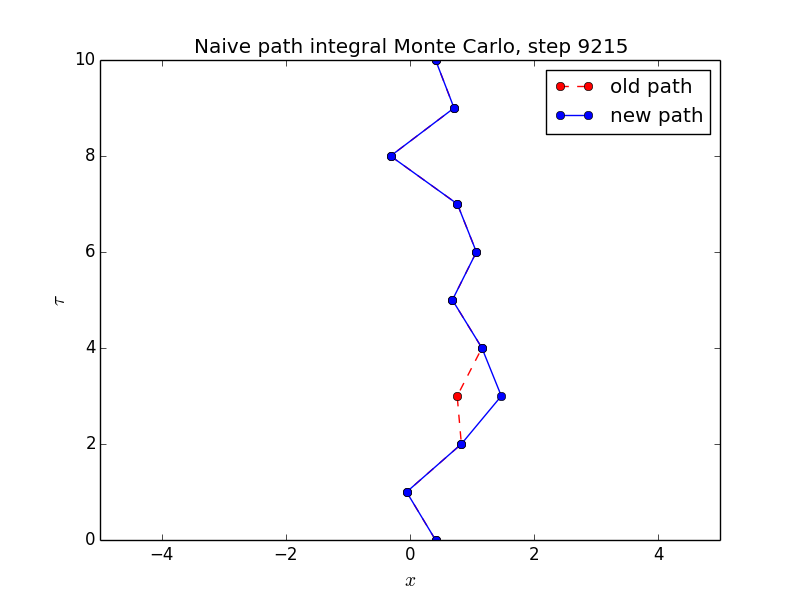 Naive path integral Monte Carlo, step 9215
10
8
6
4
2
0
τ
old path
new path
−4 −2 0 2 4
x